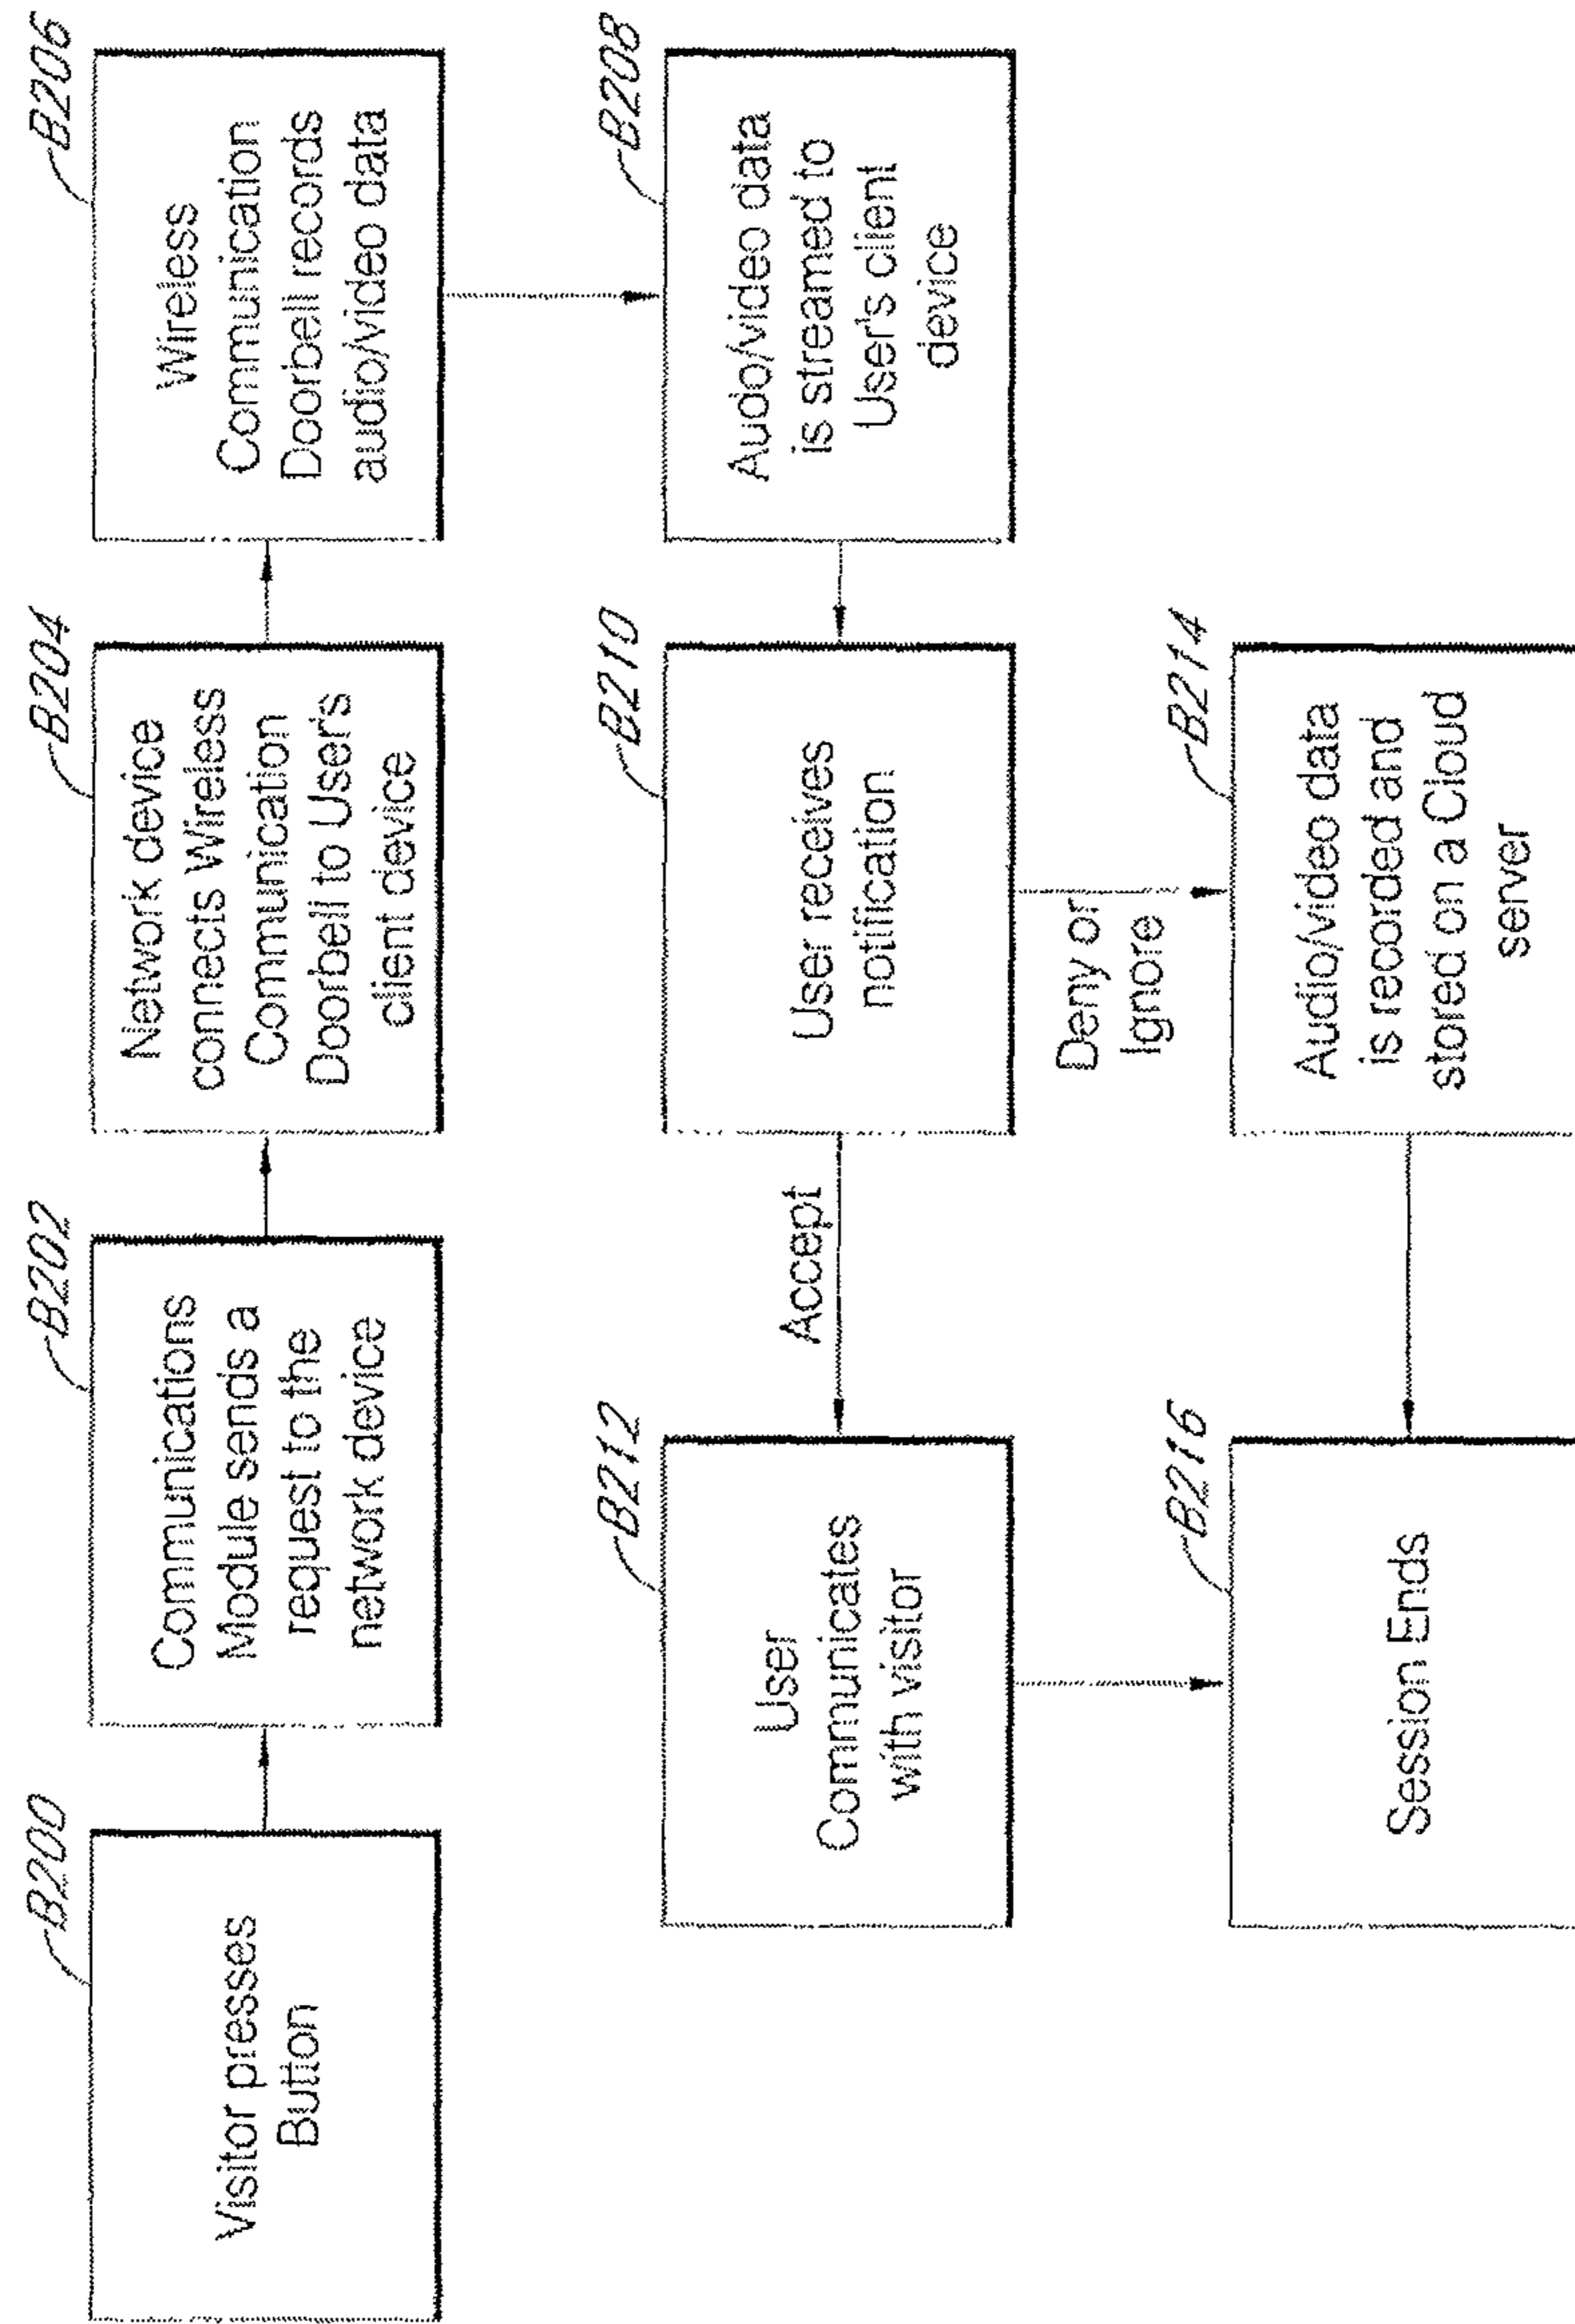 B200
Visitor presses
Button
B202
Communications
Module sends a
request to the
network device
B204
Network device
connects Wireless
Communication
Doorbell to User's
client device
B206
Wireless
Communication
Doorbell records
audio/video data
B208
Audo/video data
is streamed to
User's client
device
B210
User receives
notification
Accept
Deny or
Ignore
B212
User
Communicates
with visitor
B214
Audio/video data
is recorded and
stored on a Cloud
server
B216
Session Ends